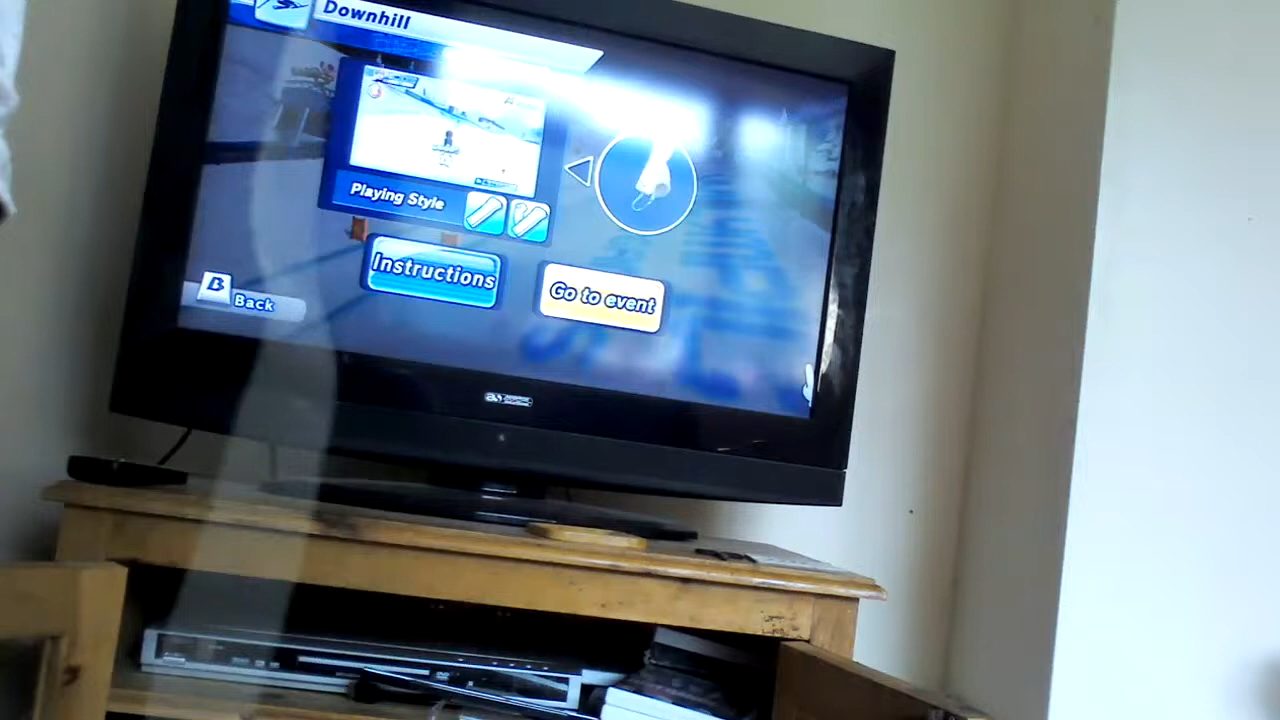 Downhill
Playing Style
Instructions
Go to event
B
Back